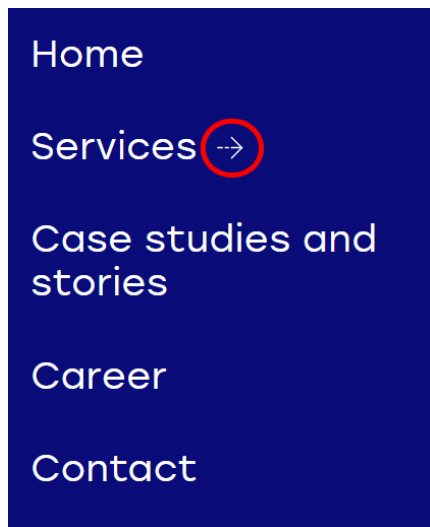 Home
Services ⤍
Case studies and
stories
Career
Contact